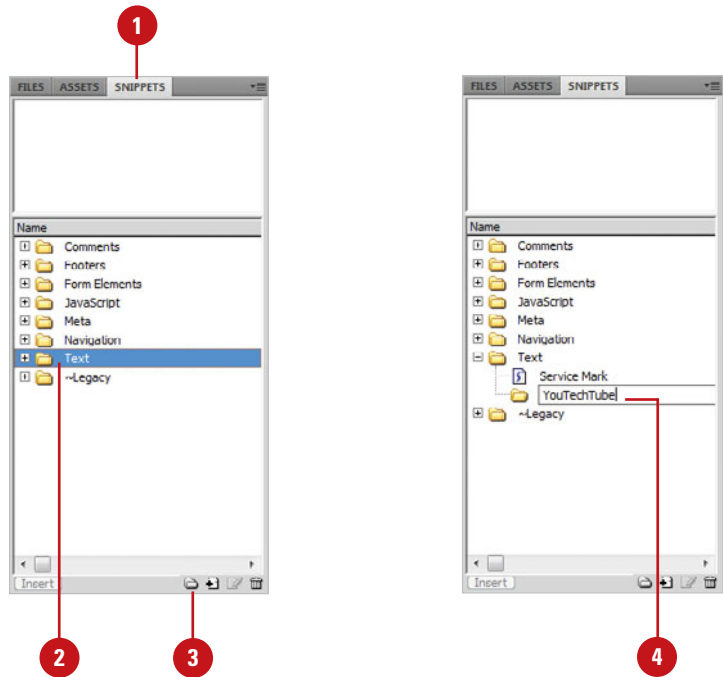 1
FILES ASSETS SNIPPETS
Name
Comments
Footers
Form Elements
JavaScript
Meta
Navigation
Text
~Legacy
Insert
2
3
FILES ASSETS SNIPPETS
Name
Comments
Footers
Form Elements
JavaScript
Meta
Navigation
Text
Service Mark
YouTechTube
~Legacy
Insert
4